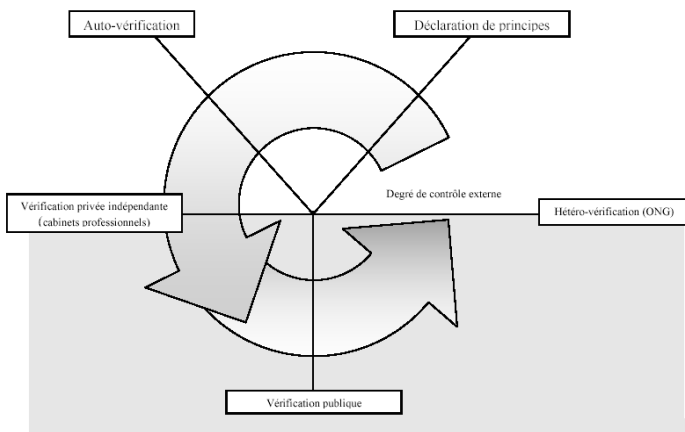 Auto-vérification
Déclaration de principes
Degré de contrôle externe
Vérification privée indépendante
(cabinets professionnels)
Hétéro-vérification (ONG)
Vérification publique